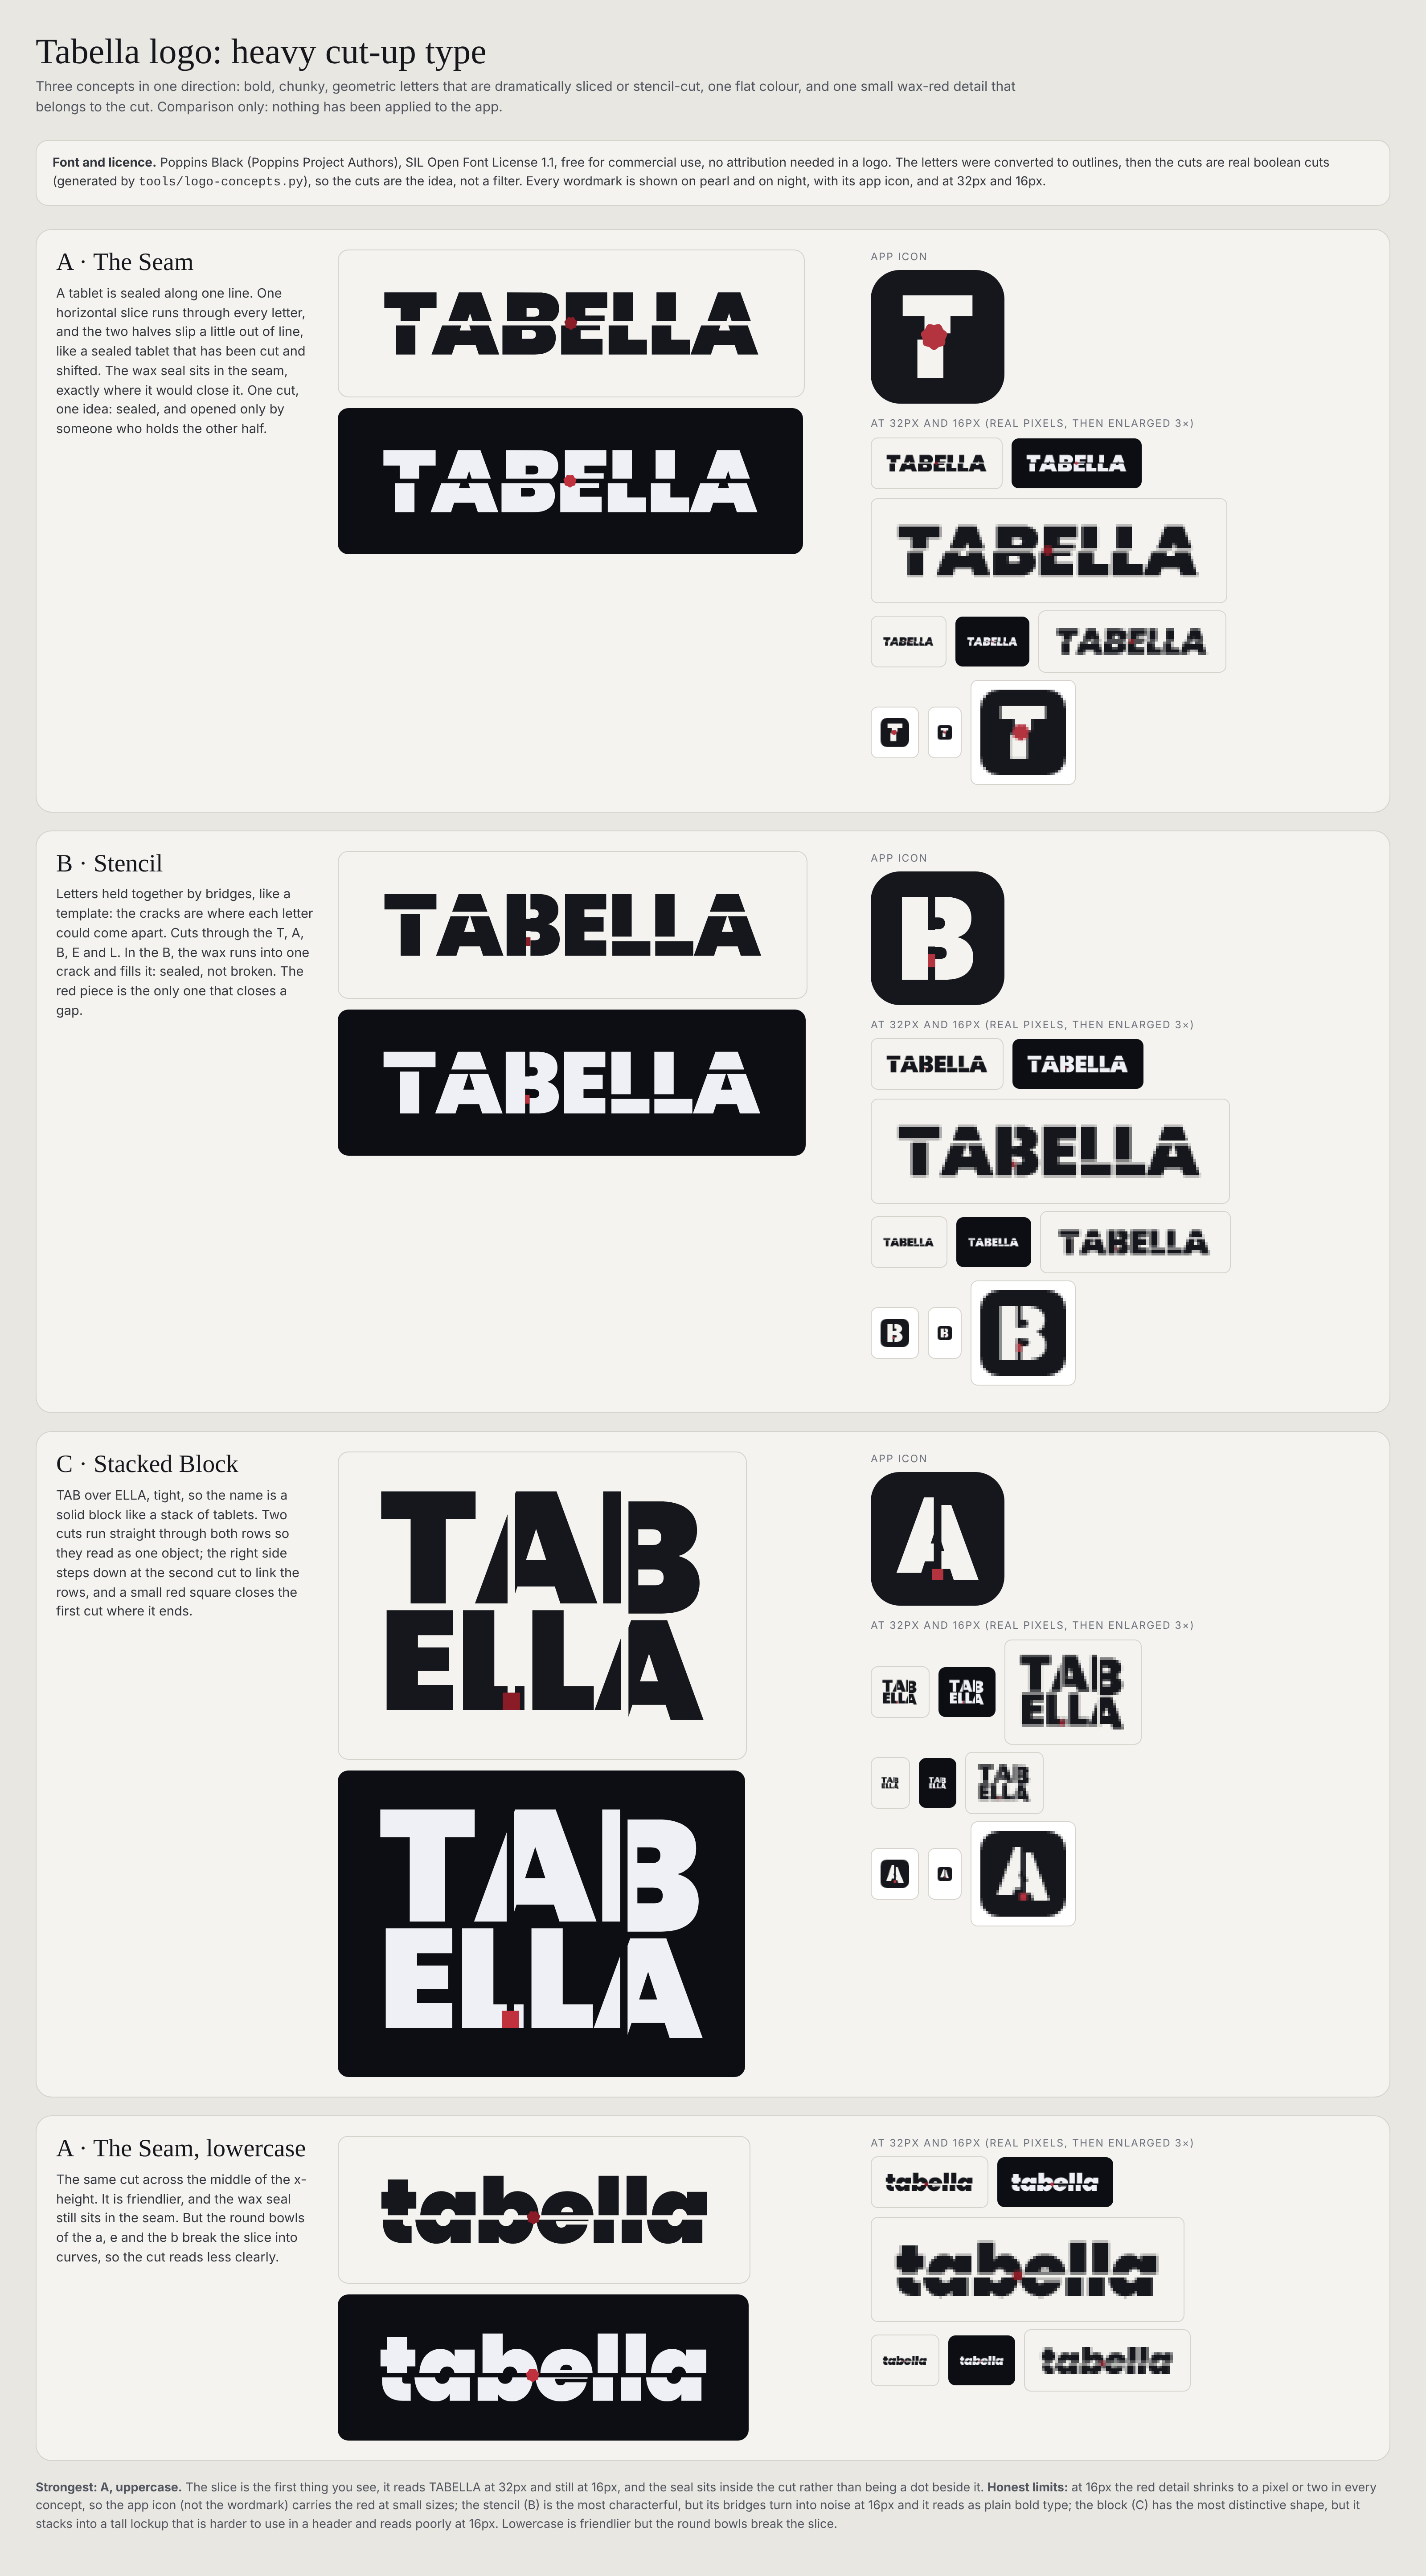 Tabella logo: heavy cut-up type
Three concepts in one direction: bold, chunky, geometric letters that are dramatically sliced or stencil-cut, one flat colour, and one small wax-red detail that
belongs to the cut. Comparison only: nothing has been applied to the app.
Font and licence. Poppins Black (Poppins Project Authors), SIL Open Font License 1.1, free for commercial use, no attribution needed in a logo. The letters were converted to outlines, then the cuts are real boolean cuts
(generated by tools/logo-concepts.py), so the cuts are the idea, not a filter. Every wordmark is shown on pearl and on night, with its app icon, and at 32px and 16px.
A · The Seam
A tablet is sealed along one line. One
horizontal slice runs through every letter,
and the two halves slip a little out of line,
like a sealed tablet that has been cut and
shifted. The wax seal sits in the seam,
exactly where it would close it. One cut,
one idea: sealed, and opened only by
someone who holds the other half.
TABELLA
TABELLA
APP ICON
T
AT 32PX AND 16PX (REAL PIXELS, THEN ENLARGED 3×)
TABELLA TABELLA
TABELLA
TABELLA TABELLA TABELLA
T T T
B · Stencil
Letters held together by bridges, like a
template: the cracks are where each letter
could come apart. Cuts through the T, A,
B, E and L. In the B, the wax runs into one
crack and fills it: sealed, not broken. The
red piece is the only one that closes a
gap.
TABELLA
TABELLA
APP ICON
B
AT 32PX AND 16PX (REAL PIXELS, THEN ENLARGED 3×)
TABELLA TABELLA
TABELLA
TABELLA TABELLA TABELLA
B B B
C · Stacked Block
TAB over ELLA, tight, so the name is a
solid block like a stack of tablets. Two
cuts run straight through both rows so
they read as one object; the right side
steps down at the second cut to link the
rows, and a small red square closes the
first cut where it ends.
TAB
ELLA
TAB
ELLA
APP ICON
A
AT 32PX AND 16PX (REAL PIXELS, THEN ENLARGED 3×)
TAB TAB TAB
ELLA ELLA ELLA
TAB TAB TAB
ELLA ELLA ELLA
A A A
A · The Seam, lowercase
The same cut across the middle of the x-
height. It is friendlier, and the wax seal
still sits in the seam. But the round bowls
of the a, e and the b break the slice into
curves, so the cut reads less clearly.
tabella
tabella
AT 32PX AND 16PX (REAL PIXELS, THEN ENLARGED 3×)
tabella tabella
tabella
tabella tabella tabella
Strongest: A, uppercase. The slice is the first thing you see, it reads TABELLA at 32px and still at 16px, and the seal sits inside the cut rather than being a dot beside it. Honest limits: at 16px the red detail shrinks to a pixel or two in every
concept, so the app icon (not the wordmark) carries the red at small sizes; the stencil (B) is the most characterful, but its bridges turn into noise at 16px and it reads as plain bold type; the block (C) has the most distinctive shape, but it
stacks into a tall lockup that is harder to use in a header and reads poorly at 16px. Lowercase is friendlier but the round bowls break the slice.